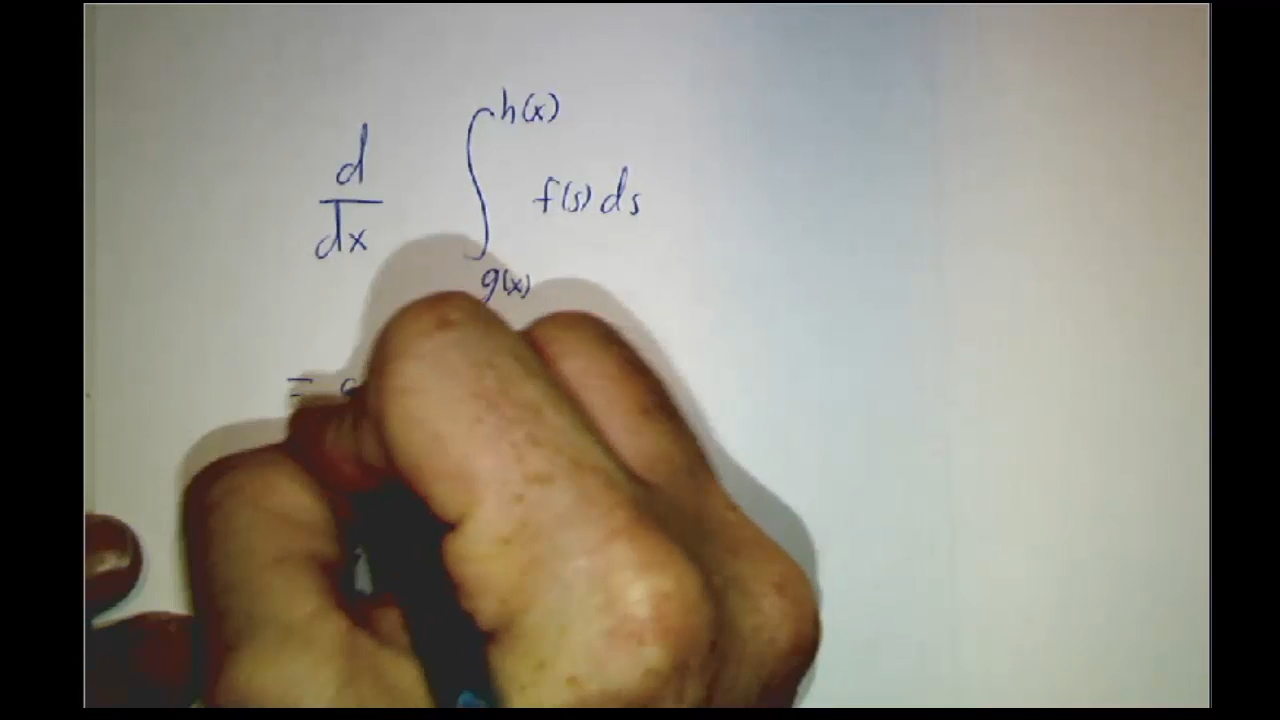 d/dx ∫_{g(x)}^{h(x)} f(s) ds
=